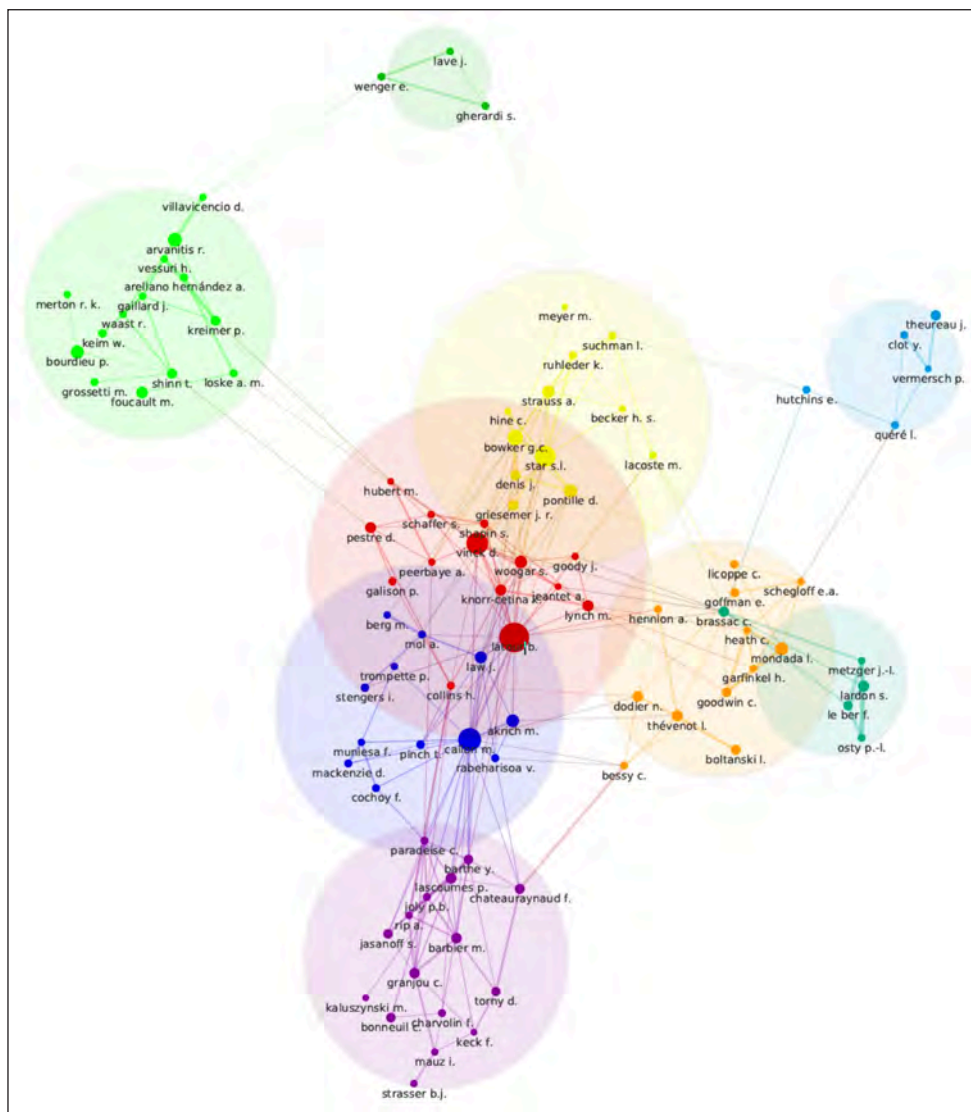 lave j.
wenger e.
gherardi s.
villavicencio d.
arvanitis r.
vessuri h.
arellano hernández a.
merton r. k.
gaillard j.
waast r.
kreimer p.
keim w.
bourdieu p.
shinn t.
loske a. m.
grossetti m.
foucault m.
meyer m.
suchman l.
ruhleder k.
strauss a.
becker h. s.
hine c.
bowker g.c.
star s.l.
lacoste m.
denis j.
pontille d.
griesemer j. r.
theureau j.
clot y.
vermersch p.
hutchins e.
quéré l.
hubert m.
schaffer s.
pestre d.
shapin s.
vinck d.
peerbaye a.
woogar s.
goody j.
galison p.
knorr-cetina k.
jeantet a.
lynch m.
berg m.
mol a.
law j.
trompette p.
stengers i.
collins h.
akrich m.
muniesa f.
pinch t.
callon m.
mackenzie d.
rabeharisoa v.
cochoy f.
licoppe c.
schegloff e.a.
goffman e.
hennion a.
brassac c.
heath c.
mondada l.
metzger j.-l.
garfinkel h.
lardon s.
goodwin c.
dodier n.
le ber f.
thévenot l.
osty p.-l.
boltanski l.
bessy c.
paradeise c.
barthe y.
lascoumes p.
chateauraynaud f.
joly p.b.
rip a.
jasanoff s.
barbier m.
granjou c.
torny d.
kaluszynski m.
bonneuil c.
charvolin f.
keck f.
mauz i.
strasser b.j.